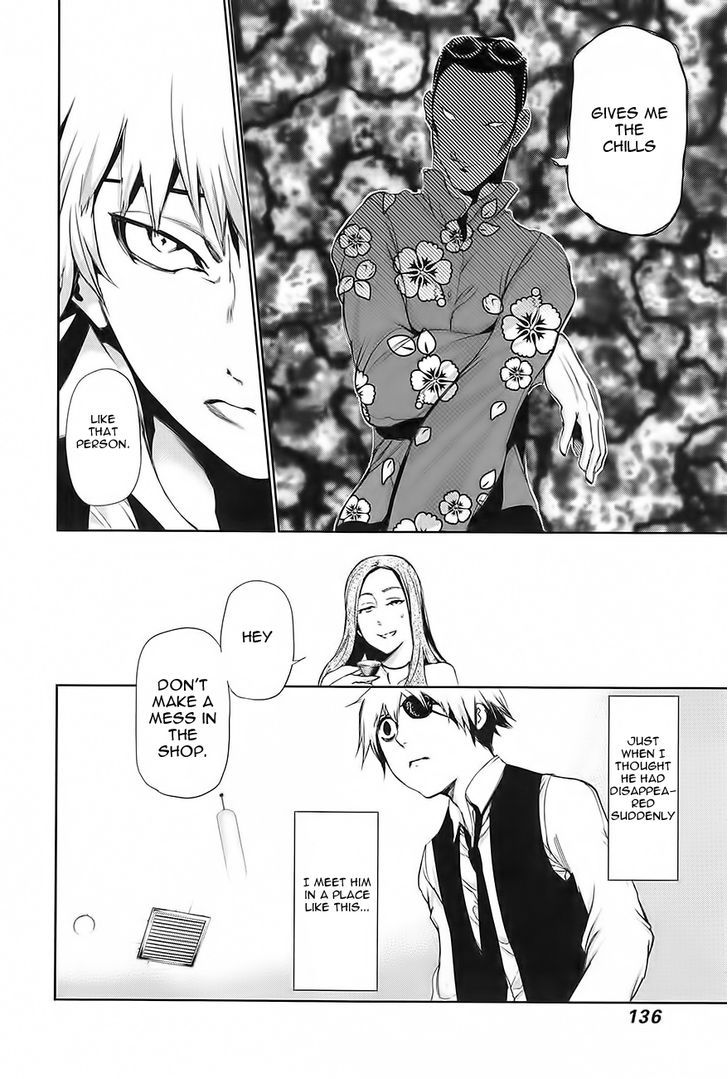 GIVES ME
THE
CHILLS
LIKE
THAT
PERSON.
HEY
DON'T
MAKE A
MESS IN
THE
SHOP.
JUST
WHEN I
THOUGHT
HE HAD
DISAPPEA-
RED
SUDDENLY
I MEET HIM
IN A PLACE
LIKE THIS...
136